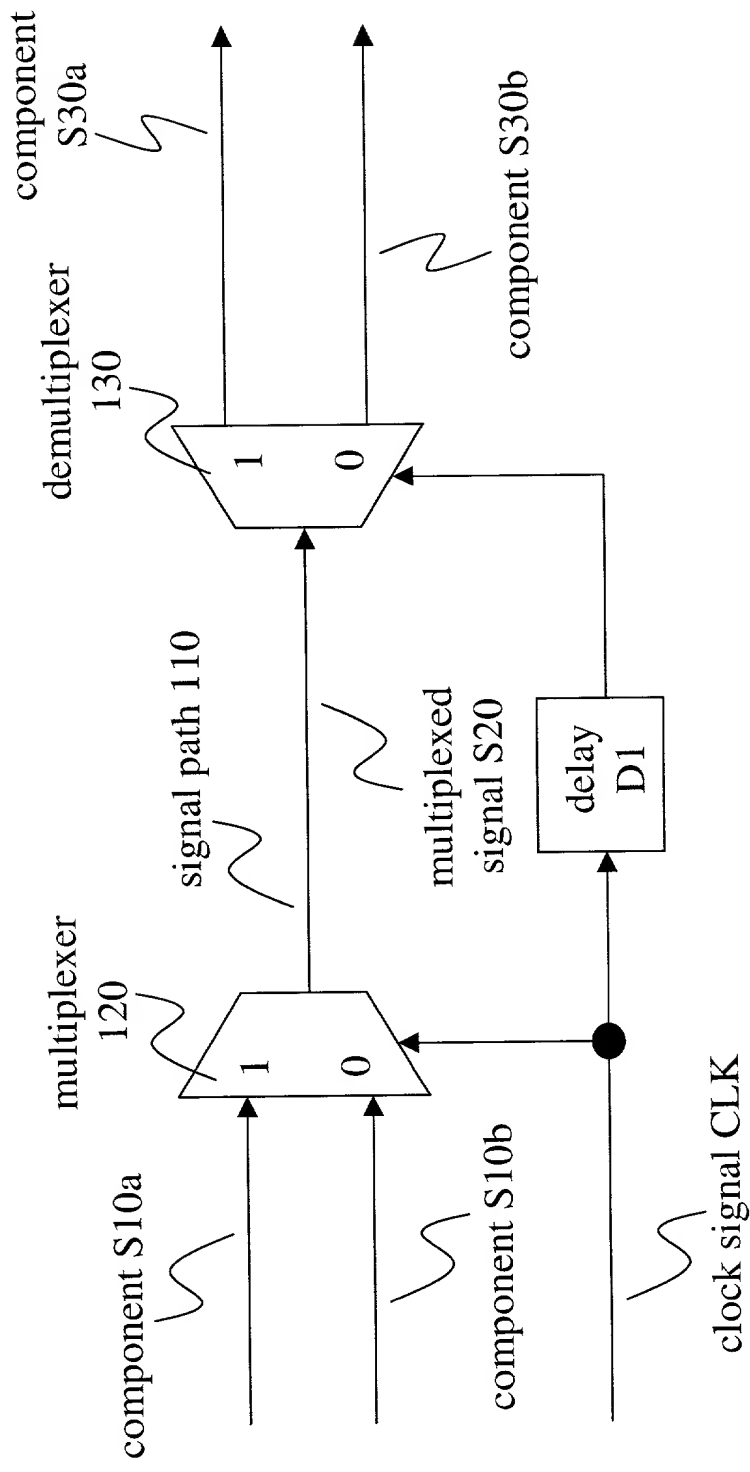 component S10a
component S10b
clock signal CLK
multiplexer
120
1
0
signal path 110
multiplexed
signal S20
delay
D1
demultiplexer
130
1
0
component
S30a
component S30b